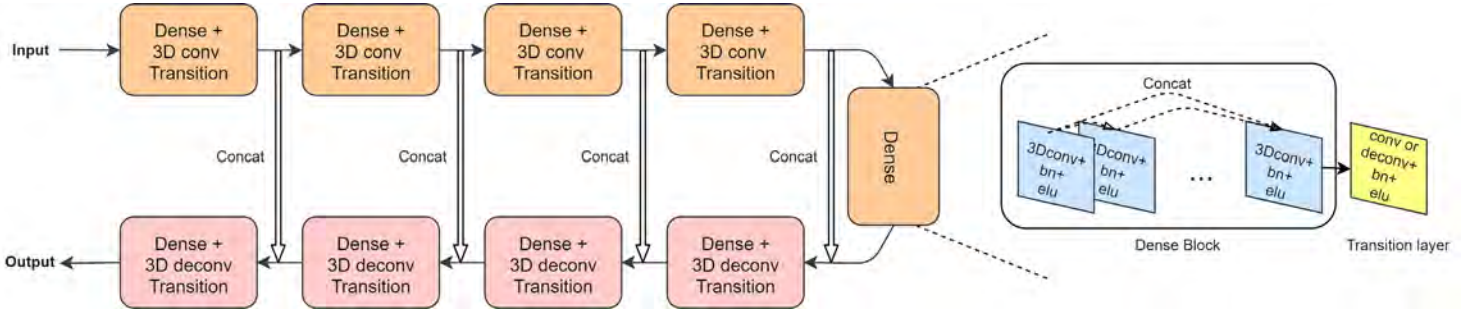 Input
Dense +
3D conv
Transition
Dense +
3D conv
Transition
Dense +
3D conv
Transition
Dense +
3D conv
Transition
Dense
Concat
Concat
Concat
Concat
Output
Dense +
3D deconv
Transition
Dense +
3D deconv
Transition
Dense +
3D deconv
Transition
Dense +
3D deconv
Transition
Concat
3Dconv+
bn+
elu
3Dconv+
bn+
elu
...
3Dconv+
bn+
elu
conv or
deconv+
bn+
elu
Dense Block
Transition layer